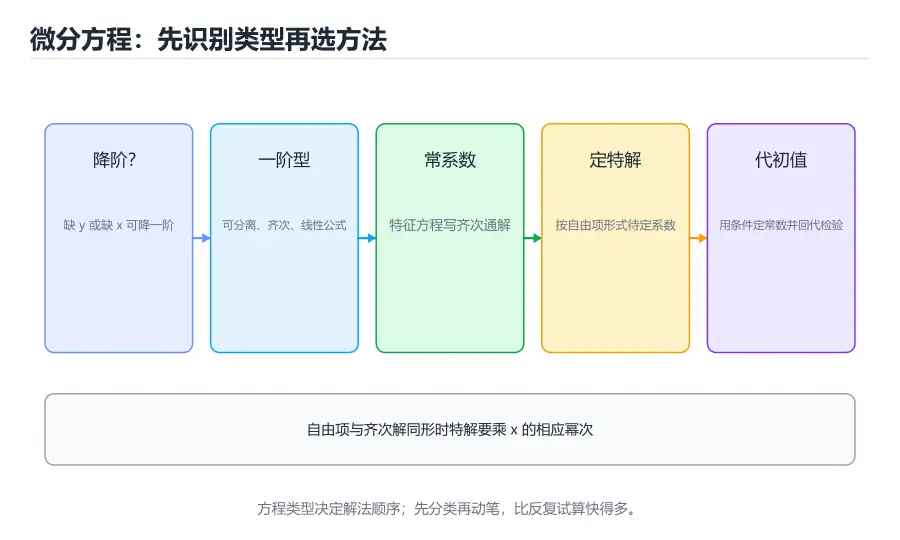 微分方程：先识别类型再选方法
降阶？
缺 y 或缺 x 可降一阶
一阶型
可分离、齐次、线性公式
常系数
特征方程写齐次通解
定特解
按自由项形式待定系数
代初值
用条件定常数并回代检验
自由项与齐次解同形时特解要乘 x 的相应幂次
方程类型决定解法顺序；先分类再动笔，比反复试算快得多。